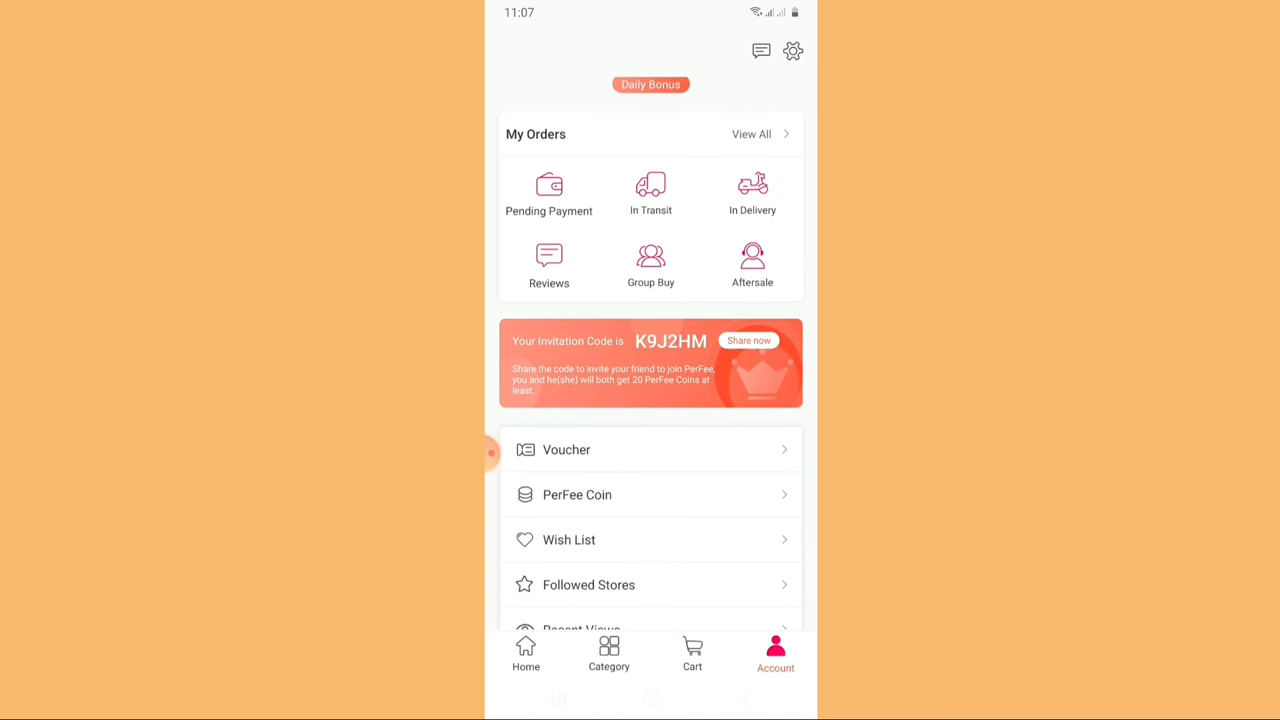 11:07
Daily Bonus
My Orders
View All
Pending Payment
In Transit
In Delivery
Reviews
Group Buy
Aftersale
Your Invitation Code is K9J2HM Share now
Share the code to invite your friend to join PerFee,
you and he(she) will both get 20 PerFee Coins at
least.
Voucher
PerFee Coin
Wish List
Followed Stores
Recent Views
Home
Category
Cart
Account